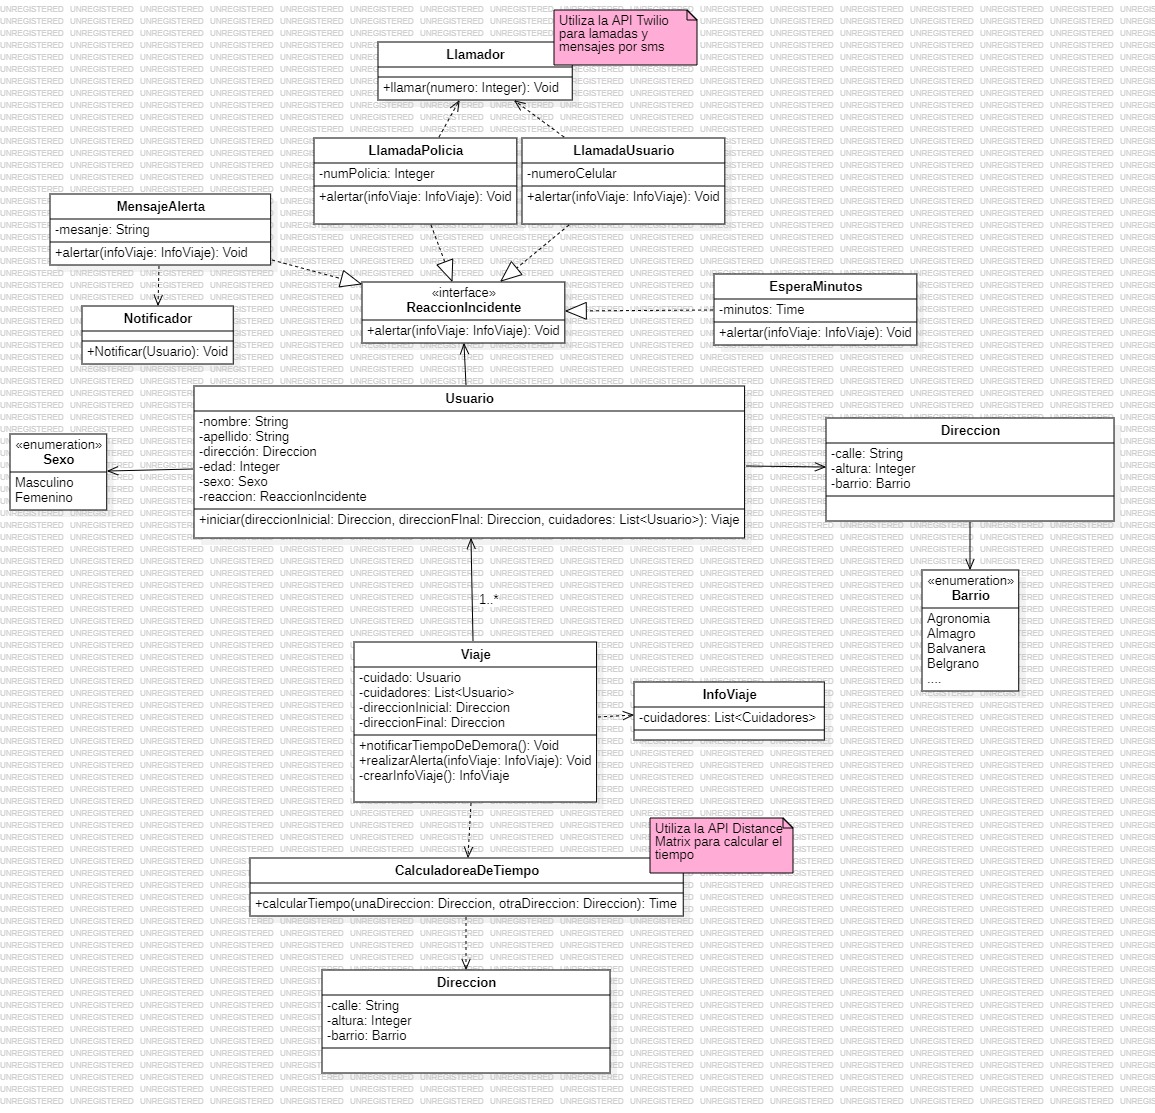 Utiliza la API Twilio
para lamadas y
mensajes por sms
Llamador
+llamar(numero: Integer): Void
LlamadaPolicia
-numPolicia: Integer
+alertar(infoViaje: InfoViaje): Void
LlamadaUsuario
-numeroCelular
+alertar(infoViaje: InfoViaje): Void
MensajeAlerta
-mesanje: String
+alertar(infoViaje: InfoViaje): Void
Notificador
+Notificar(Usuario): Void
«interface»
ReaccionIncidente
+alertar(infoViaje: InfoViaje): Void
EsperaMinutos
-minutos: Time
+alertar(infoViaje: InfoViaje): Void
Usuario
-nombre: String
-apellido: String
-dirección: Direccion
-edad: Integer
-sexo: Sexo
-reaccion: ReaccionIncidente
+iniciar(direccionInicial: Direccion, direccionFInal: Direccion, cuidadores: List<Usuario>): Viaje
«enumeration»
Sexo
Masculino
Femenino
Direccion
-calle: String
-altura: Integer
-barrio: Barrio
«enumeration»
Barrio
Agronomia
Almagro
Balvanera
Belgrano
....
1..*
Viaje
-cuidado: Usuario
-cuidadores: List<Usuario>
-direccionInicial: Direccion
-direccionFinal: Direccion
+notificarTiempoDeDemora(): Void
+realizarAlerta(infoViaje: InfoViaje): Void
-crearInfoViaje(): InfoViaje
InfoViaje
-cuidadores: List<Cuidadores>
Utiliza la API Distance
Matrix para calcular el
tiempo
CalculadoreaDeTiempo
+calcularTiempo(unaDireccion: Direccion, otraDireccion: Direccion): Time
Direccion
-calle: String
-altura: Integer
-barrio: Barrio
UNREGISTERED